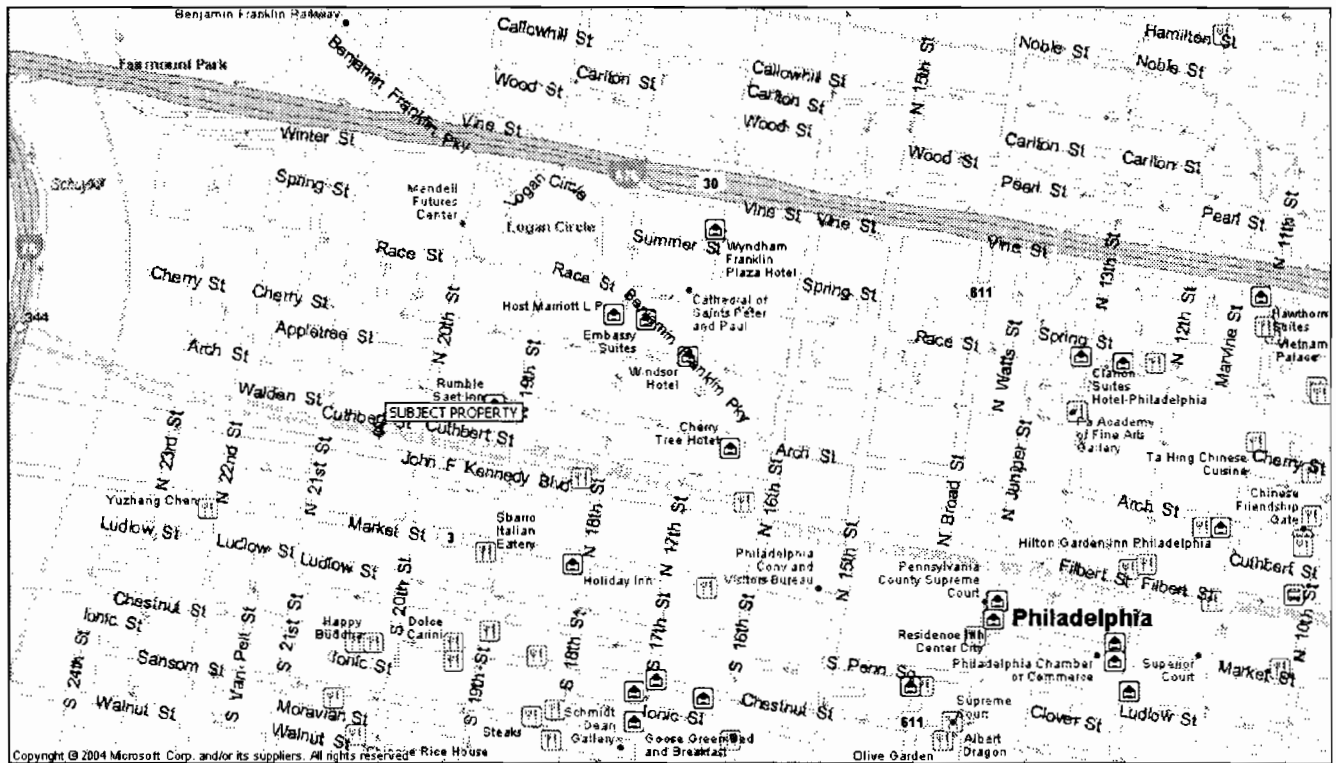 Benjamin Franklin Parkway
Callowhill St
Hamilton St
Noble St
Noble St
Fairmount Park
Benjamin Franklin Pky
Wood St
Carlton St
Callowhill St
Carlton St
Wood St
N 15th St
Winter St
Vine St
Carlton St
Carlton St
Wood St
Pearl St
Pearl St
Spring St
Logan Circle
Mandell
Futures
Center
30
Logan Circle
Vine St
Vine St
Vine St
N 11th St
Summer St
Wyndham
Franklin
Plaza Hotel
Race St
N 13th St
Cherry St
Cherry St
Race St
Spring St
611
Cathedral of
Saints Peter
and Paul
Host Marriott L P
Embassy
Suites
Benjamin Franklin Pky
Appletree St
N 20th St
344
Arch St
Race St
N Watts St
Spring St
N 12th St
Marvine St
Hawthorn
Suites
Vietnam
Palace
Windsor
Hotel
Clarion
Suites
Hotel-Philadelphia
Walden St
19th St
SUBJECT PROPERTY
Cuthbert St
Cuthbert St
Cherry
Tree Hotel
Arch St
Pa Academy
of Fine Arts
Gallery
Ta Hing Chinese
Cuisine
Cherry St
N 23rd St
N 22nd St
N 21st St
John F Kennedy Blvd
N 18th St
N 17th St
N 16th St
N 15th St
N Broad St
N Juniper St
Arch St
Chinese
Friendship
Gate
Ludlow St
Ludlow St
Ludlow St
Market St
3
Sbarro
Italian
Eatery
Holiday Inn
Philadelphia
Conv and
Visitors Bureau
Pennsylvania
County Supreme
Court
Hilton Garden Inn Philadelphia
Filbert St
Filbert St
Cuthbert St
Chestnut St
Ionic St
Happy
Buddha
Dolce
Carini
S 20th St
Ionic St
Philadelphia
Residence Inn
Center City
Philadelphia Chamber
of Commerce
Superior
Court
Market St
N 10th St
S 24th St
Sansom St
S Van Pelt St
S 21st St
S 19th St
S 18th St
S 17th St
S 16th St
S Penn Sq
Walnut St
Moravian St
Walnut St
Steaks
Schmidt
Dean
Gallery
Ionic St
Goose Green Bed
and Breakfast
Chestnut St
611
Supreme
Court
Albert
Dragon
Clover St
Ludlow St
Olive Garden
Rice House
Copyright © 2004 Microsoft Corp. and/or its suppliers. All rights reserved